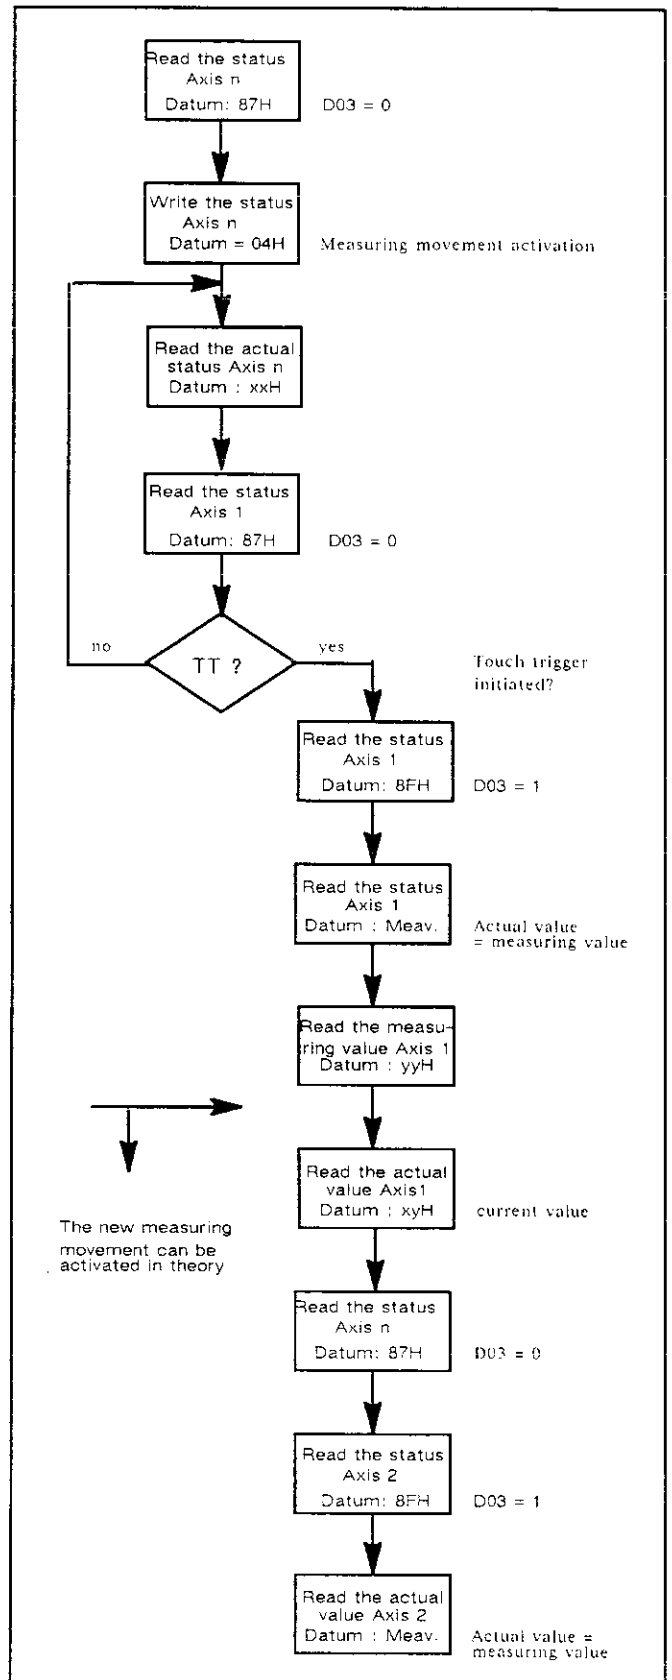 Read the status
Axis n
Datum: 87H
D03 = 0
Write the status
Axis n
Datum = 04H
Measuring movement activation
Read the actual
status Axis n
Datum : xxH
Read the status
Axis 1
Datum: 87H
D03 = 0
no
TT ?
yes
Touch trigger
initiated?
Read the status
Axis 1
Datum: 8FH
D03 = 1
Read the status
Axis 1
Datum : Meav.
Actual value
= measuring value
Read the measu-
ring value Axis 1
Datum : yyH
Read the actual
value Axis1
Datum : xyH
current value
The new measuring
movement can be
activated in theory
Read the status
Axis n
Datum: 87H
D03 = 0
Read the status
Axis 2
Datum: 8FH
D03 = 1
Read the actual
value Axis 2
Datum : Meav.
Actual value =
measuring value